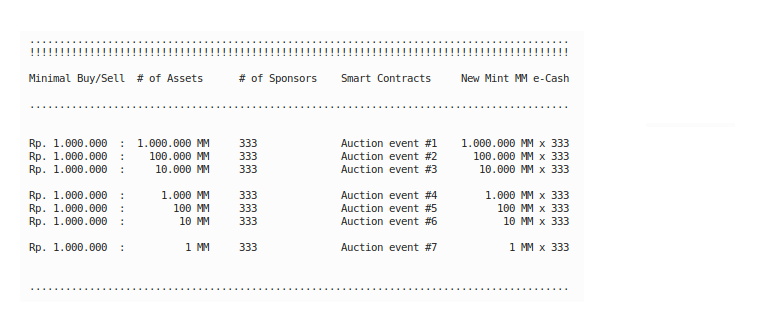 ..........................................................................................
!!!!!!!!!!!!!!!!!!!!!!!!!!!!!!!!!!!!!!!!!!!!!!!!!!!!!!!!!!!!!!!!!!!!!!!!!!!!!!!!!!!!!!!!!!
Minimal Buy/Sell  # of Assets      # of Sponsors    Smart Contracts     New Mint MM e-Cash
..........................................................................................
Rp. 1.000.000  :  1.000.000 MM     333              Auction event #1    1.000.000 MM x 333
Rp. 1.000.000  :    100.000 MM     333              Auction event #2      100.000 MM x 333
Rp. 1.000.000  :     10.000 MM     333              Auction event #3       10.000 MM x 333
Rp. 1.000.000  :      1.000 MM     333              Auction event #4        1.000 MM x 333
Rp. 1.000.000  :        100 MM     333              Auction event #5          100 MM x 333
Rp. 1.000.000  :         10 MM     333              Auction event #6           10 MM x 333
Rp. 1.000.000  :          1 MM     333              Auction event #7            1 MM x 333
..........................................................................................